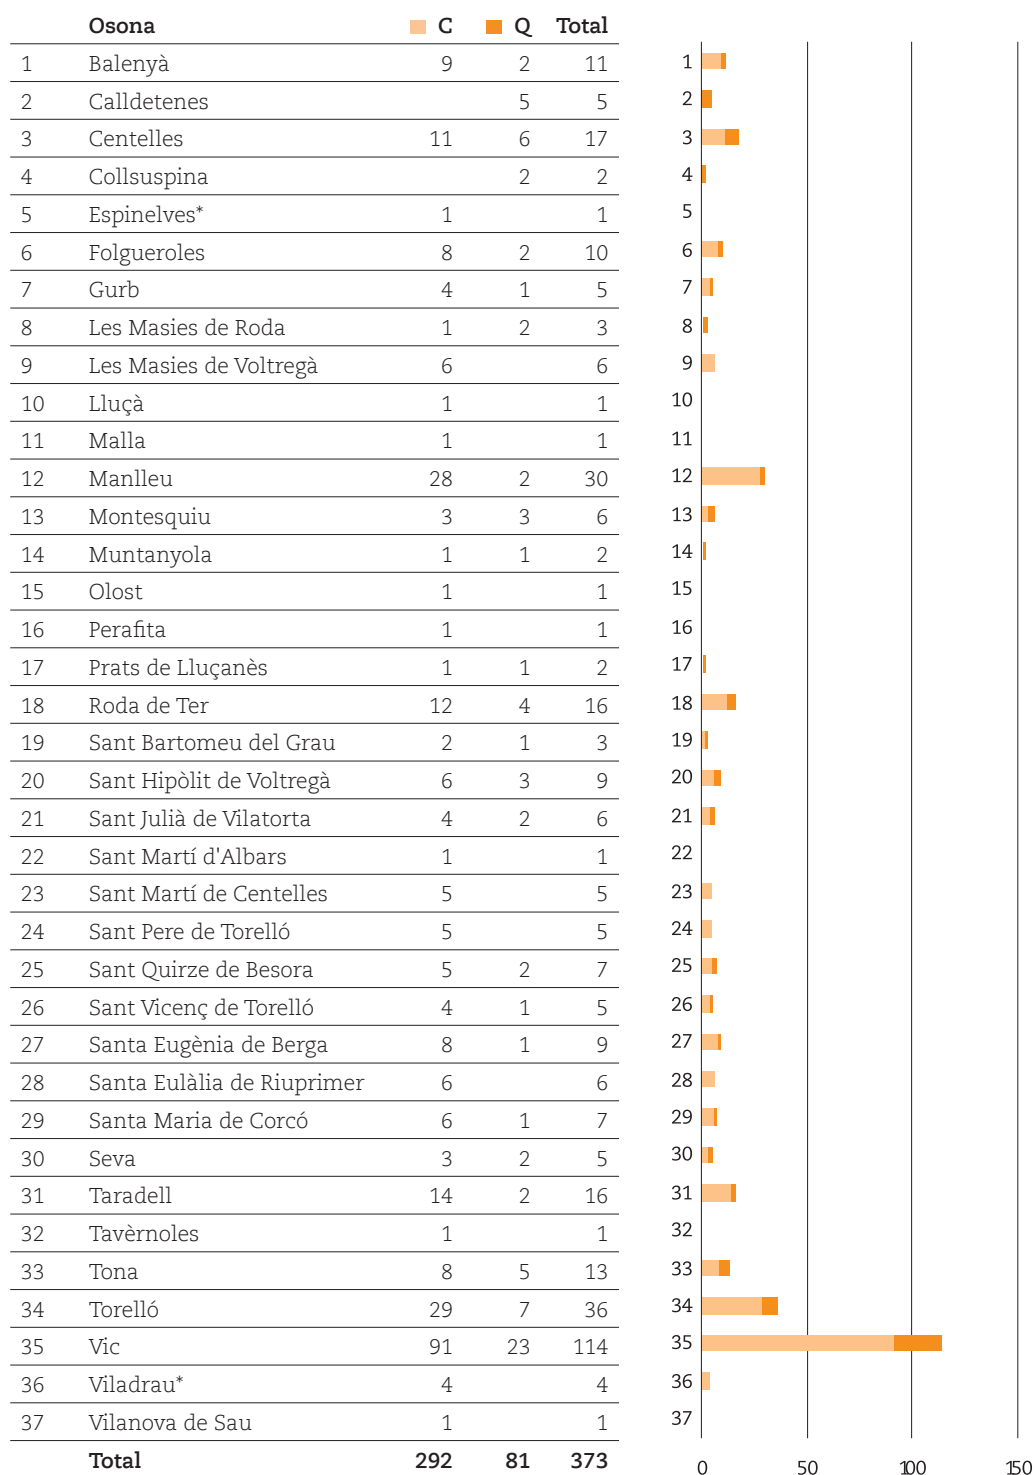 Osona C Q Total
1 Balenyà 9 2 11
2 Calldetenes 5 5
3 Centelles 11 6 17
4 Collsuspina 2 2
5 Espinelves* 1 1
6 Folgueroles 8 2 10
7 Gurb 4 1 5
8 Les Masies de Roda 1 2 3
9 Les Masies de Voltregà 6 6
10 Lluçà 1 1
11 Malla 1 1
12 Manlleu 28 2 30
13 Montesquiu 3 3 6
14 Muntanyola 1 1 2
15 Olost 1 1
16 Perafita 1 1
17 Prats de Lluçanès 1 1 2
18 Roda de Ter 12 4 16
19 Sant Bartomeu del Grau 2 1 3
20 Sant Hipòlit de Voltregà 6 3 9
21 Sant Julià de Vilatorta 4 2 6
22 Sant Martí d'Albars 1 1
23 Sant Martí de Centelles 5 5
24 Sant Pere de Torelló 5 5
25 Sant Quirze de Besora 5 2 7
26 Sant Vicenç de Torelló 4 1 5
27 Santa Eugènia de Berga 8 1 9
28 Santa Eulàlia de Riuprimer 6 6
29 Santa Maria de Corcó 6 1 7
30 Seva 3 2 5
31 Taradell 14 2 16
32 Tavèrnoles 1 1
33 Tona 8 5 13
34 Torelló 29 7 36
35 Vic 91 23 114
36 Viladrau* 4 4
37 Vilanova de Sau 1 1
Total 292 81 373
1
2
3
4
5
6
7
8
9
10
11
12
13
14
15
16
17
18
19
20
21
22
23
24
25
26
27
28
29
30
31
32
33
34
35
36
37
0 50 100 150